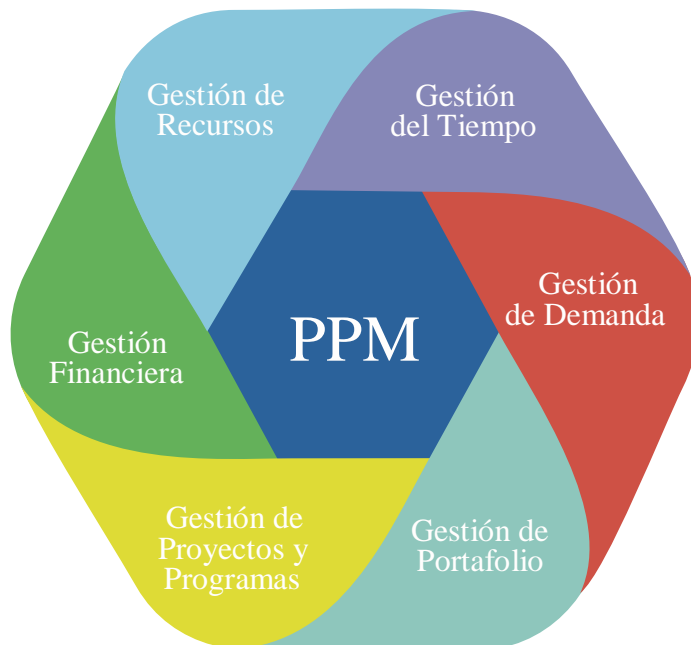 Gestión de
Recursos
Gestión
del Tiempo
Gestión
de Demanda
PPM
Gestión
Financiera
Gestión de
Proyectos y
Programas
Gestión de
Portafolio